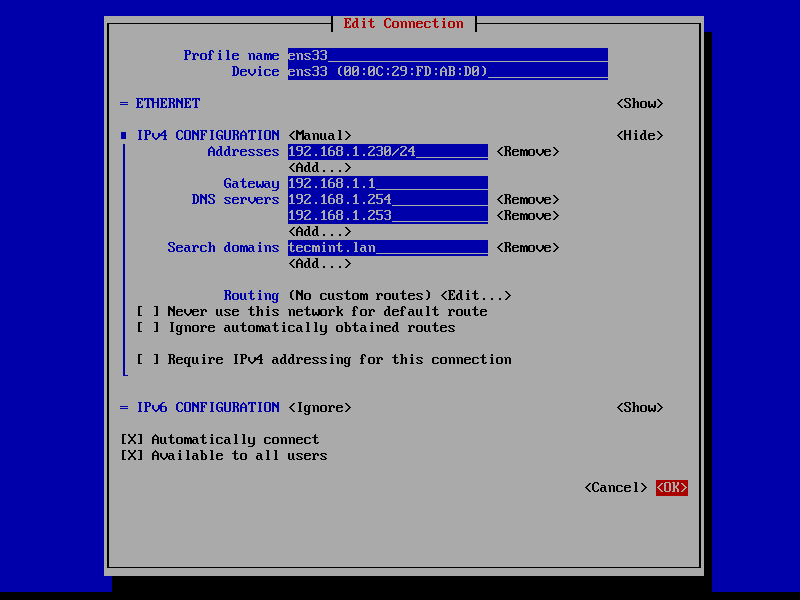 Edit Connection
Profile name ens33
Device ens33 (00:0C:29:FD:AB:D0)
= ETHERNET <Show>
IPv4 CONFIGURATION <Manual> <Hide>
Addresses 192.168.1.230/24 <Remove>
<Add...>
Gateway 192.168.1.1
DNS servers 192.168.1.254 <Remove>
192.168.1.253 <Remove>
<Add...>
Search domains tecmint.lan <Remove>
<Add...>
Routing (No custom routes) <Edit...>
[ ] Never use this network for default route
[ ] Ignore automatically obtained routes
[ ] Require IPv4 addressing for this connection
= IPv6 CONFIGURATION <Ignore> <Show>
[X] Automatically connect
[X] Available to all users
<Cancel> <OK>